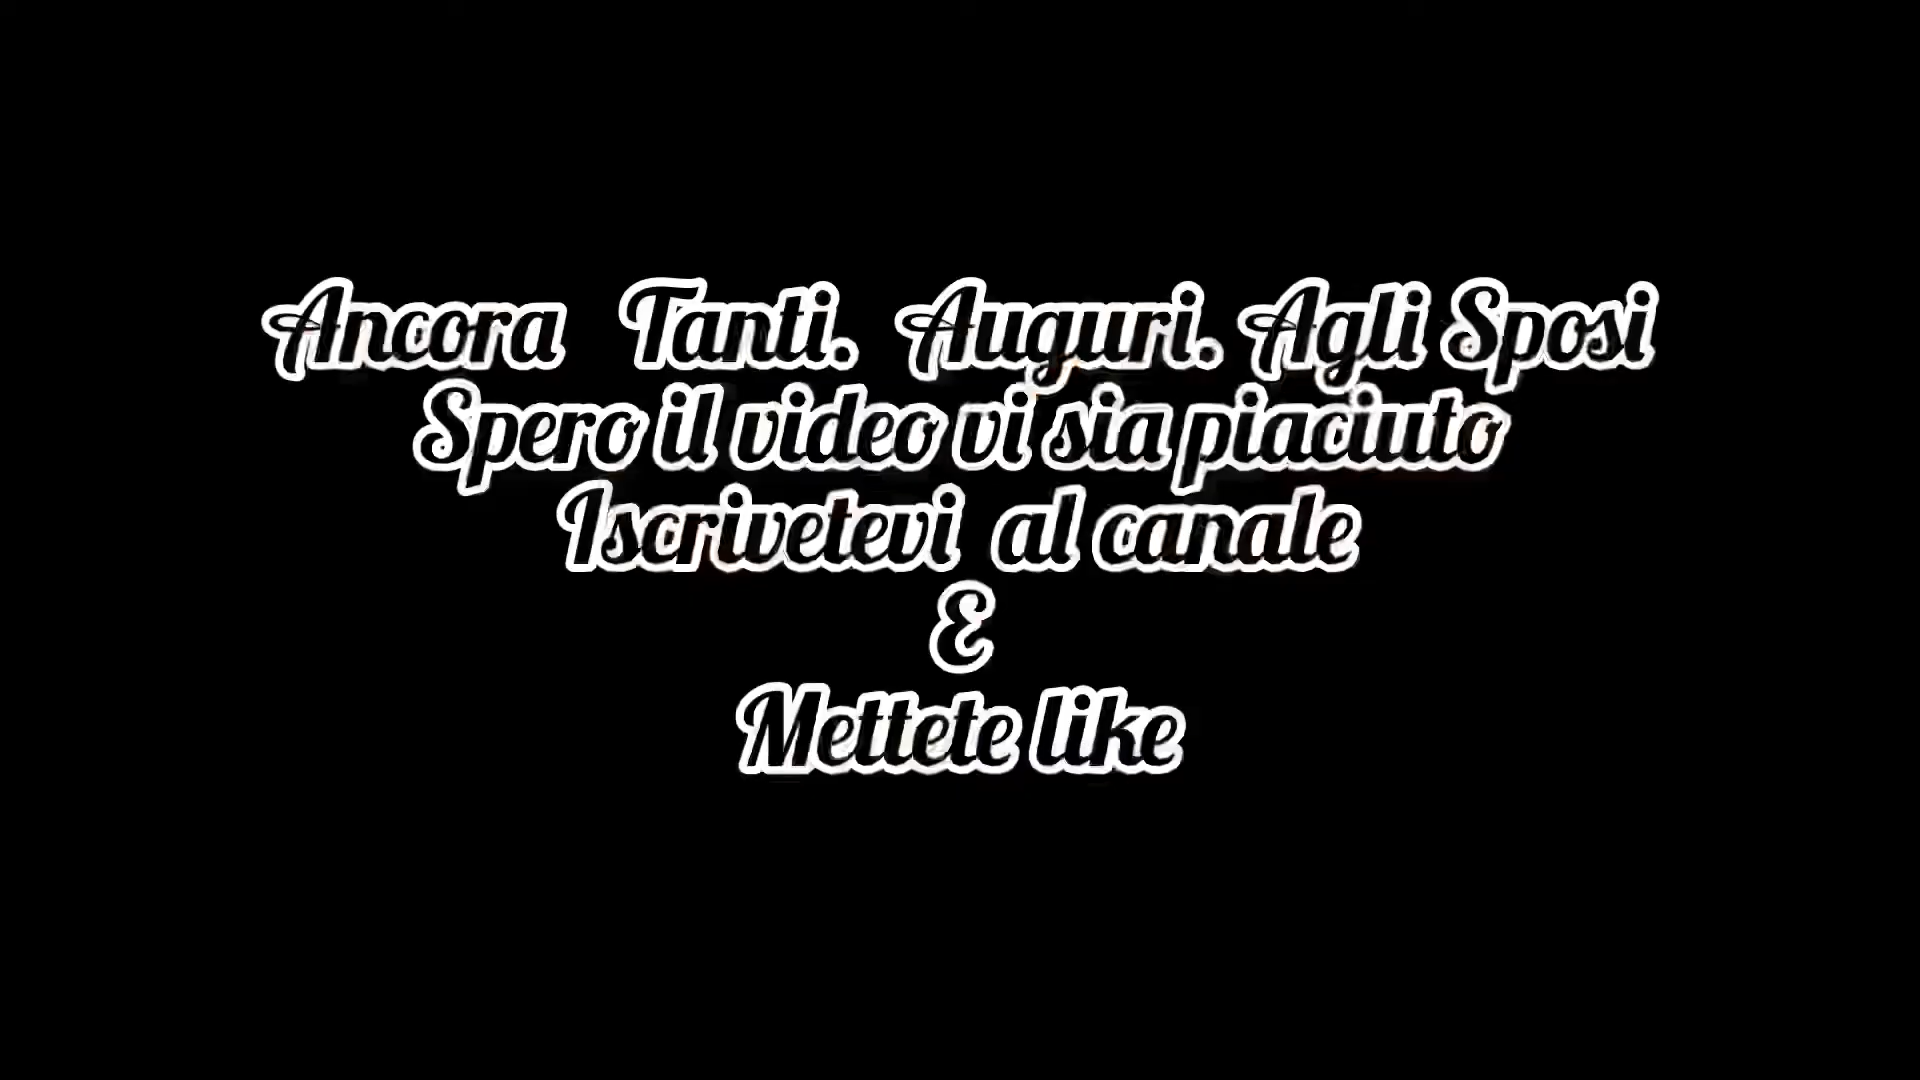 Ancora Tanti. Auguri. Agli Sposi
Spero il video vi sia piaciuto
Iscrivetevi al canale
E
Mettete like